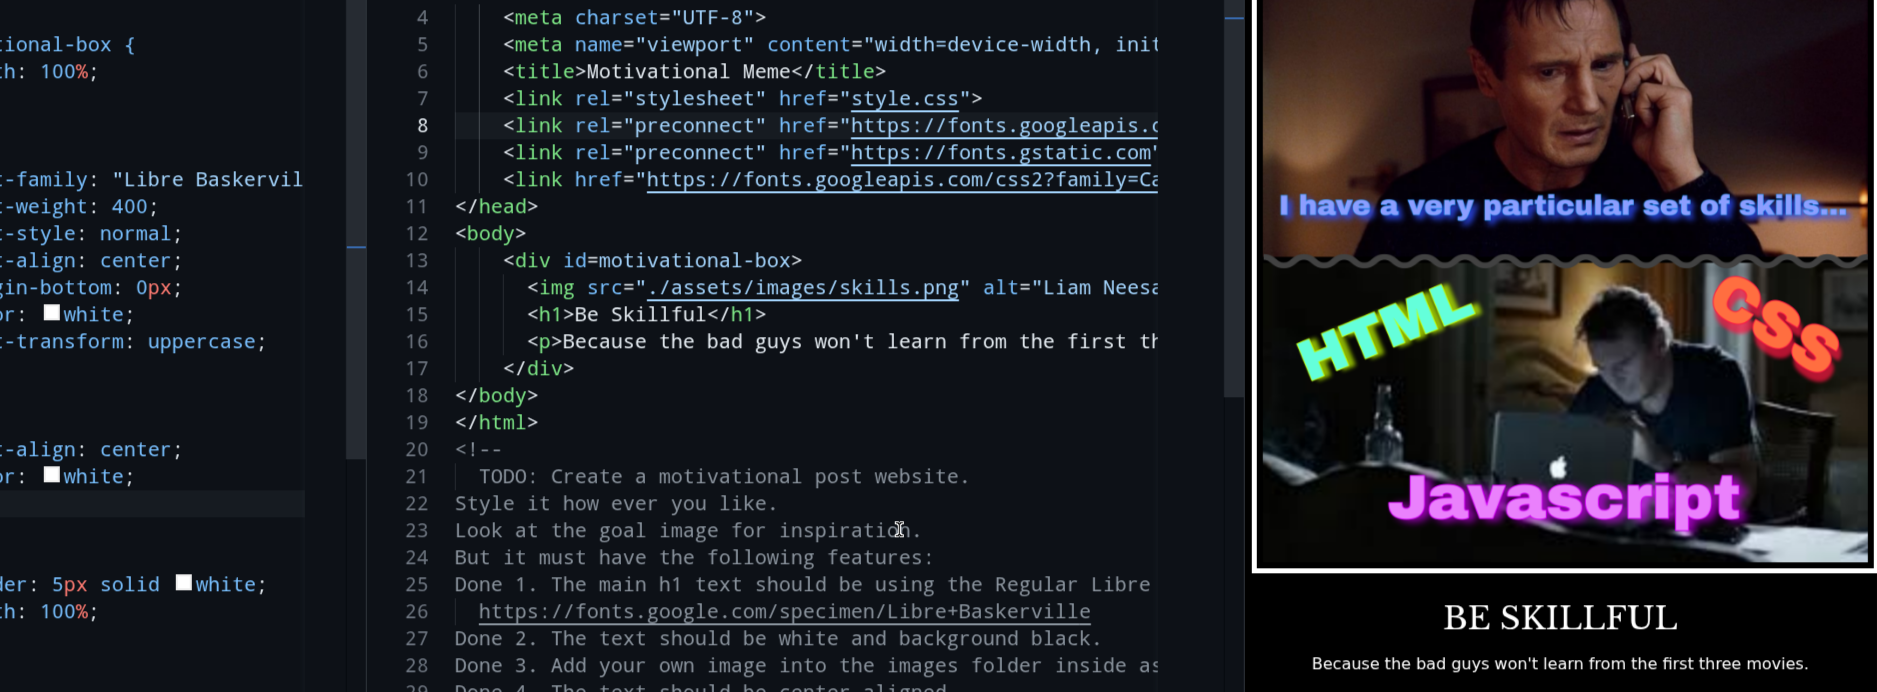 tional-box {
th: 100%;
t-family: "Libre Baskervil
t-weight: 400;
t-style: normal;
t-align: center;
gin-bottom: 0px;
or: white;
t-transform: uppercase;
t-align: center;
or: white;
der: 5px solid white;
th: 100%;
4 <meta charset="UTF-8">
5 <meta name="viewport" content="width=device-width, init
6 <title>Motivational Meme</title>
7 <link rel="stylesheet" href="style.css">
8 <link rel="preconnect" href="https://fonts.googleapis.c
9 <link rel="preconnect" href="https://fonts.gstatic.com"
10 <link href="https://fonts.googleapis.com/css2?family=Ca
11 </head>
12 <body>
13 <div id=motivational-box>
14 <img src="./assets/images/skills.png" alt="Liam Neesa
15 <h1>Be Skillful</h1>
16 <p>Because the bad guys won't learn from the first th
17 </div>
18 </body>
19 </html>
20 <!--
21 TODO: Create a motivational post website.
22 Style it how ever you like.
23 Look at the goal image for inspiration.
24 But it must have the following features:
25 Done 1. The main h1 text should be using the Regular Libre
26 https://fonts.google.com/specimen/Libre+Baskerville
27 Done 2. The text should be white and background black.
28 Done 3. Add your own image into the images folder inside as
29 Done 4. The text should be center aligned
I have a very particular set of skills...
HTML
CSS
Javascript
BE SKILLFUL
Because the bad guys won't learn from the first three movies.